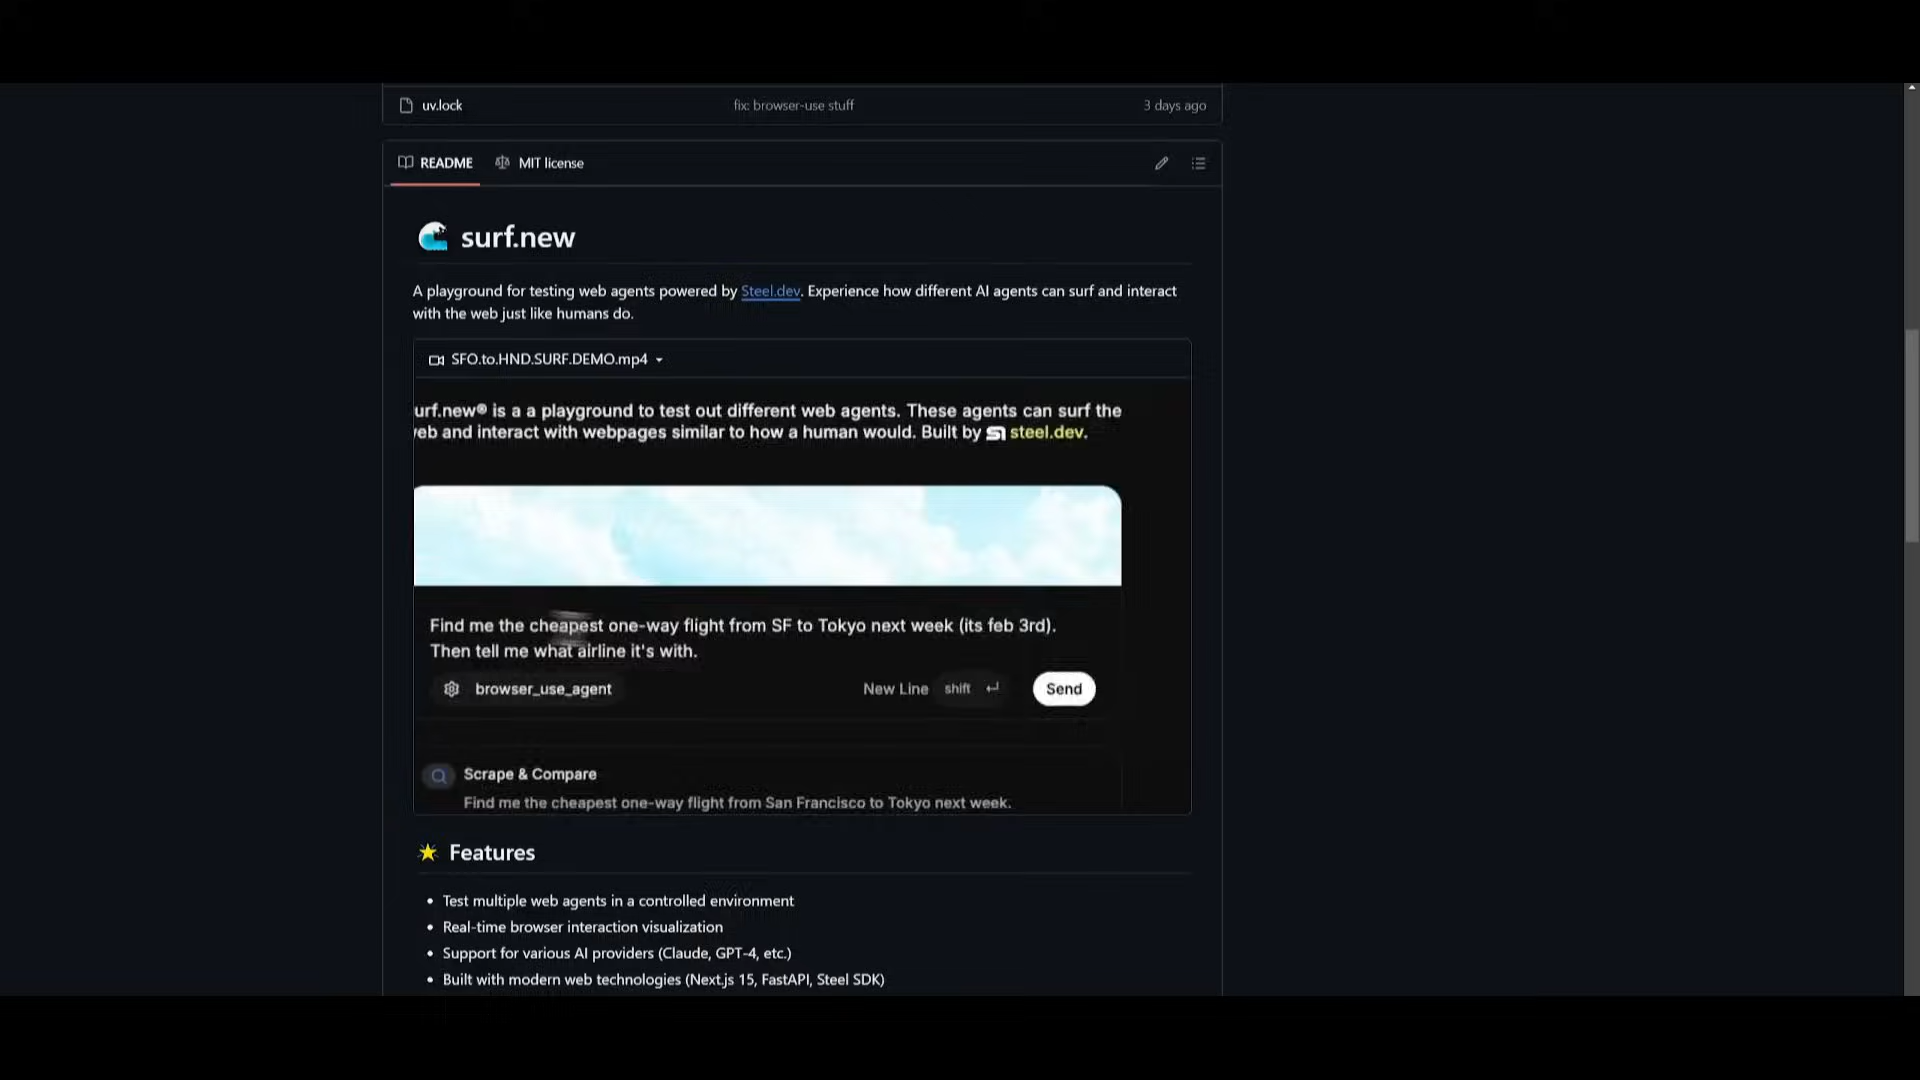 uv.lock fix: browser-use stuff 3 days ago
README MIT license
surf.new
A playground for testing web agents powered by Steel.dev. Experience how different AI agents can surf and interact
with the web just like humans do.
SFO.to.HND.SURF.DEMO.mp4
urf.new® is a a playground to test out different web agents. These agents can surf the
eb and interact with webpages similar to how a human would. Built by steel.dev.
Find me the cheapest one-way flight from SF to Tokyo next week (its feb 3rd).
Then tell me what airline it's with.
browser_use_agent New Line shift Send
Scrape & Compare
Find me the cheapest one-way flight from San Francisco to Tokyo next week.
Features
• Test multiple web agents in a controlled environment
• Real-time browser interaction visualization
• Support for various AI providers (Claude, GPT-4, etc.)
• Built with modern web technologies (Next.js 15, FastAPI, Steel SDK)